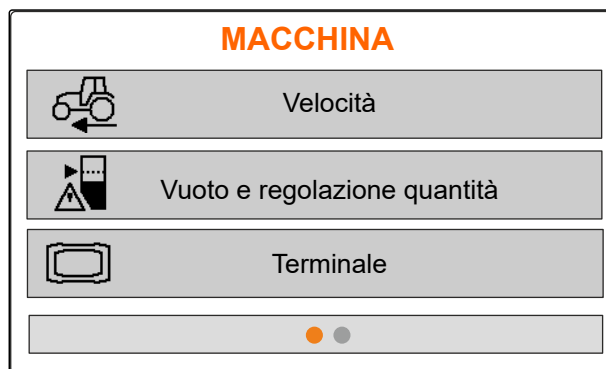 MACCHINA
Velocità
Vuoto e regolazione quantità
Terminale